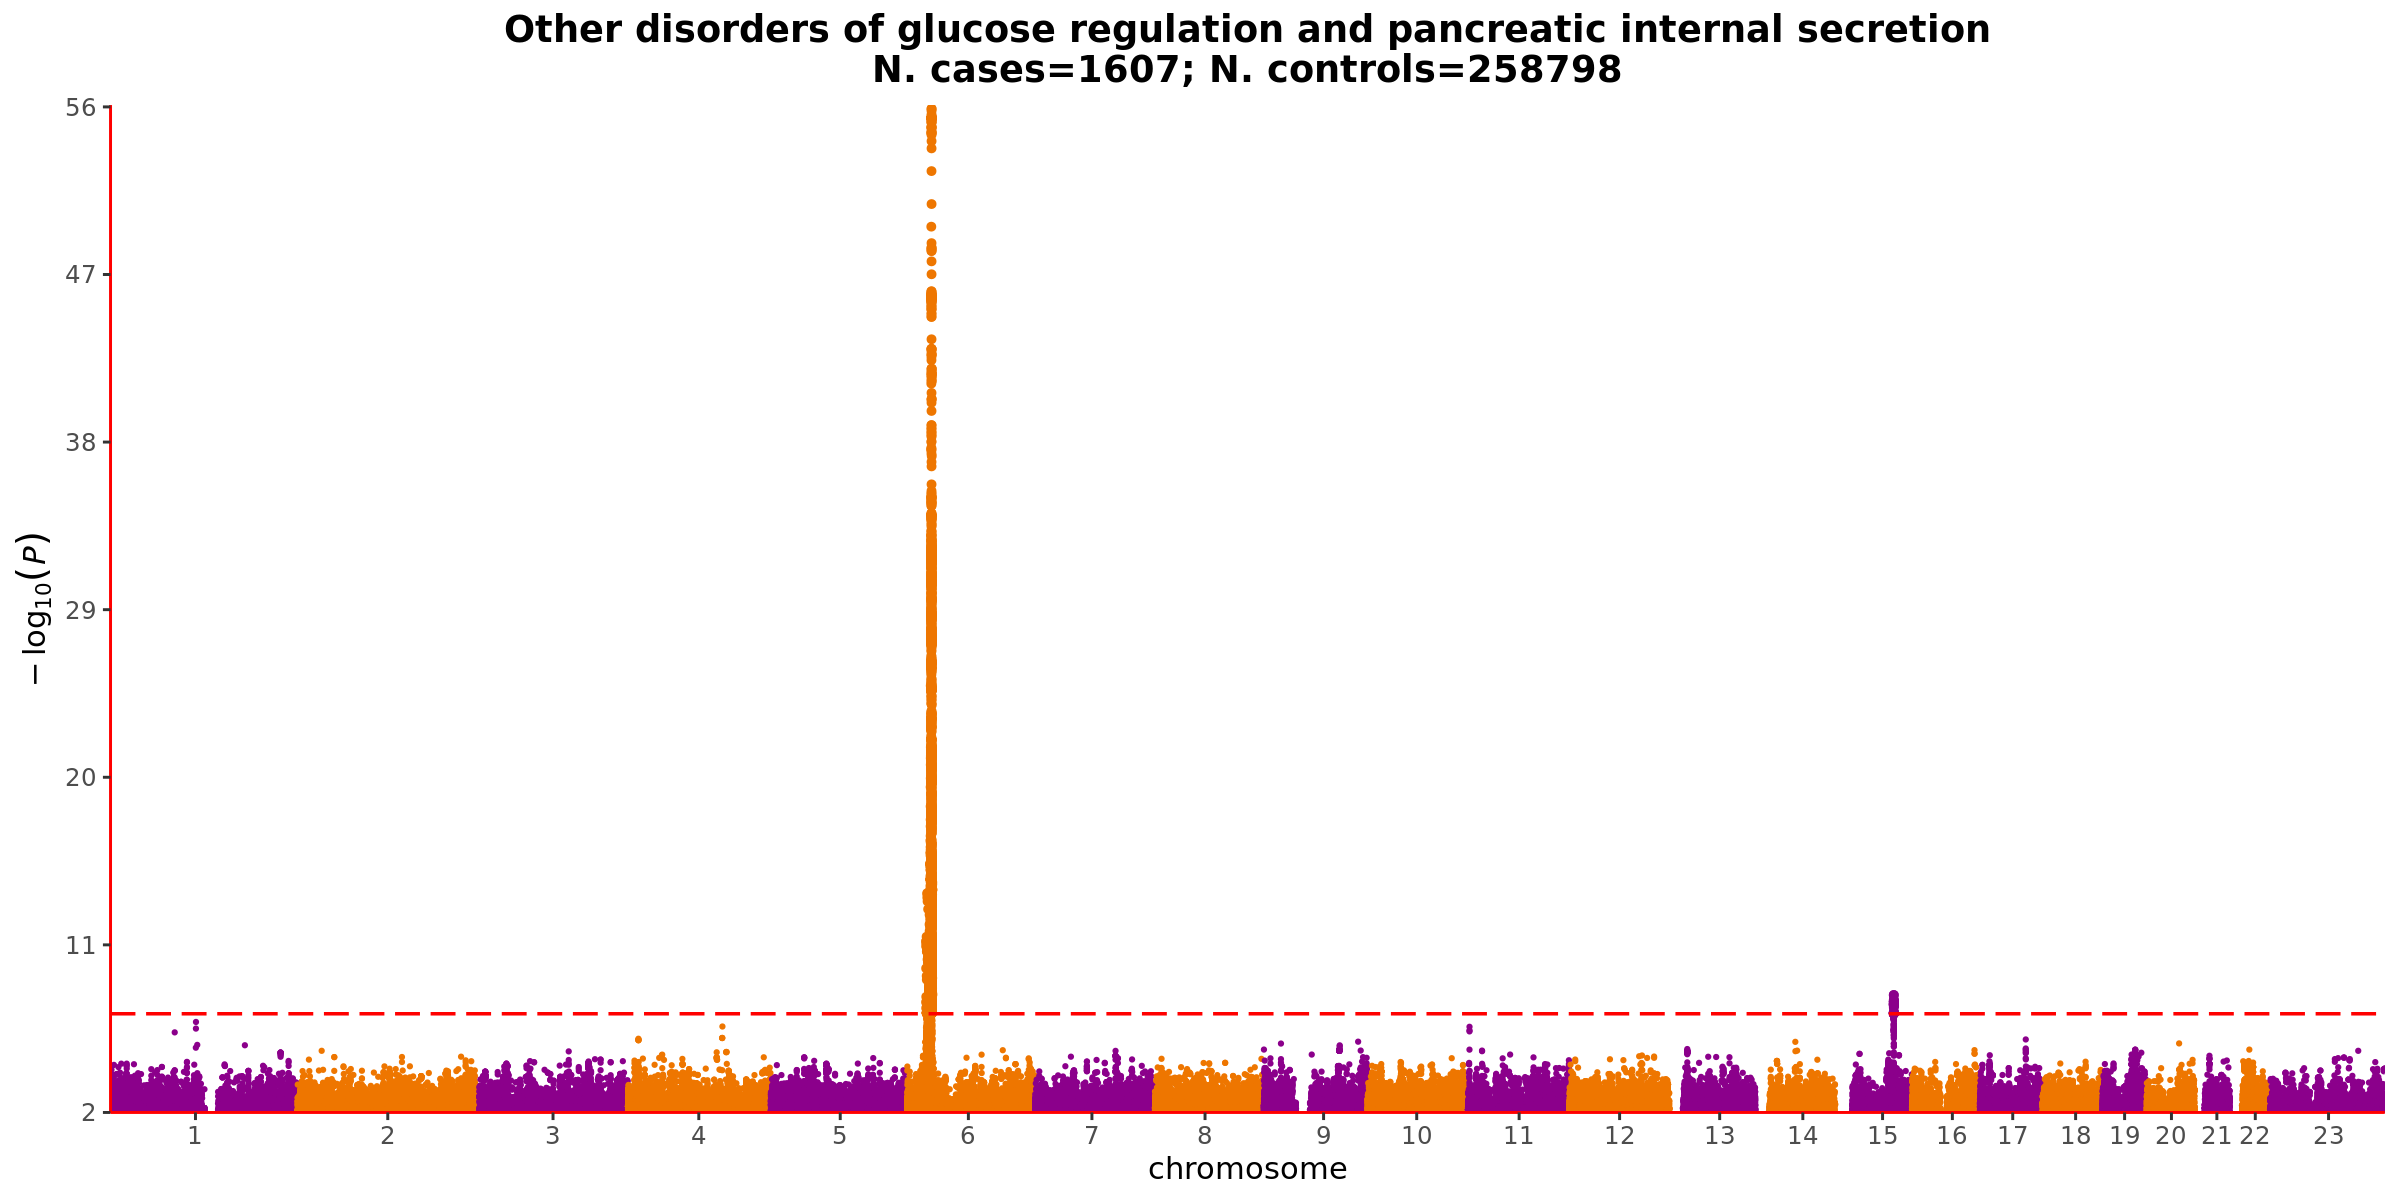 Other disorders of glucose regulation and pancreatic internal secretion
N. cases=1607; N. controls=258798
56
47
38
29
20
11
2
− log10(P)
1 2 3 4 5 6 7 8 9 10 11 12 13 14 15 16 17 18 19 20 21 22 23
chromosome